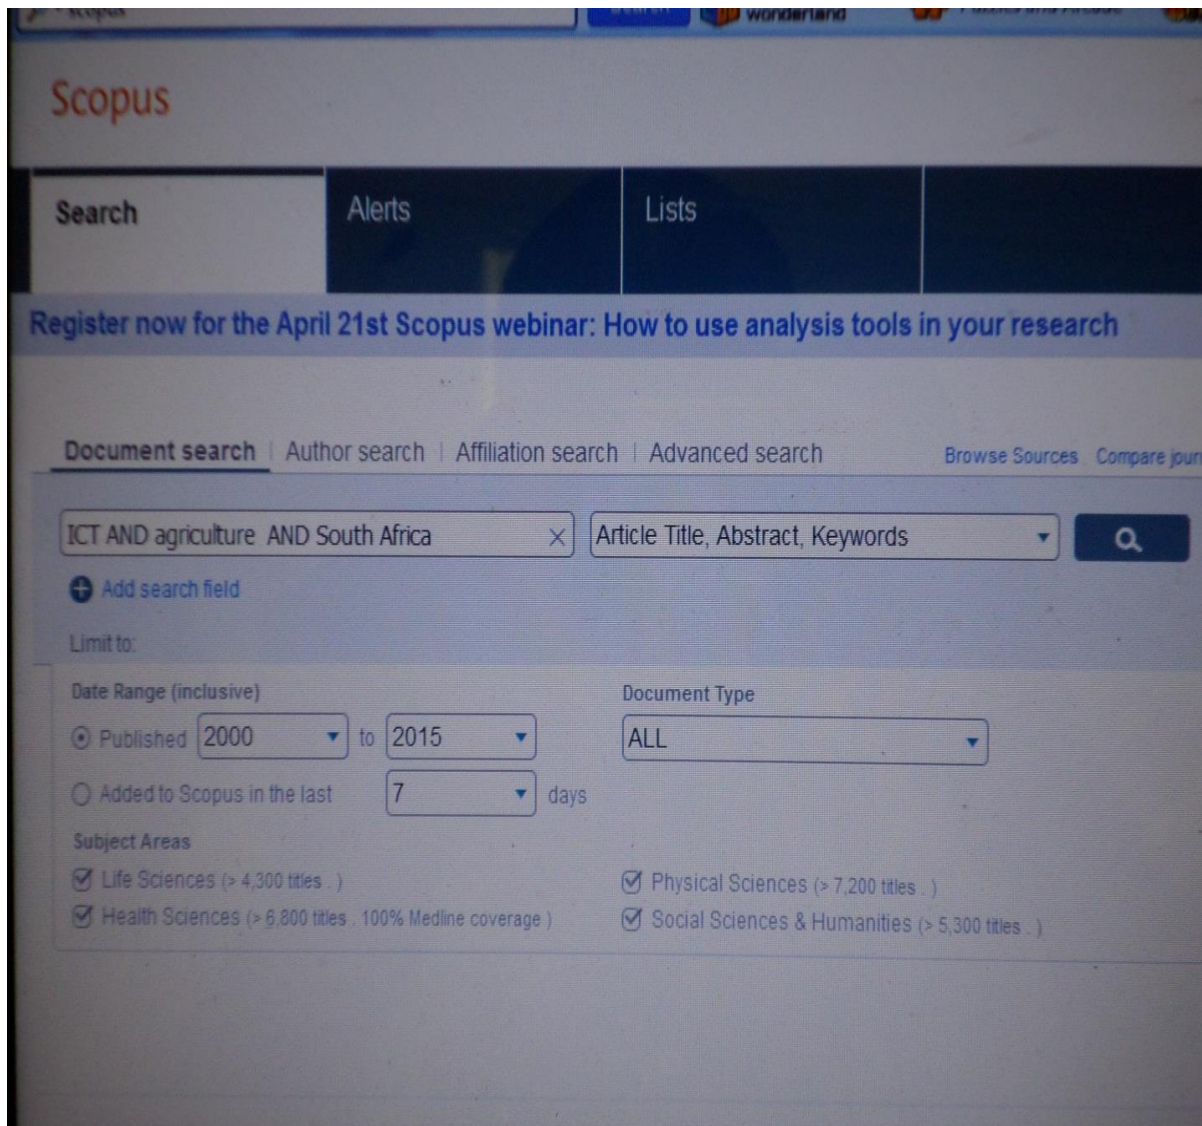 scopus
wonderland
Scopus
Search Alerts Lists
Register now for the April 21st Scopus webinar: How to use analysis tools in your research
Document search | Author search | Affiliation search | Advanced search Browse Sources Compare jour
ICT AND agriculture AND South Africa × Article Title, Abstract, Keywords
Add search field
Limit to:
Date Range (inclusive) Document Type
Published 2000 to 2015 ALL
Added to Scopus in the last 7 days
Subject Areas
Life Sciences (> 4,300 titles . ) Physical Sciences (> 7,200 titles . )
Health Sciences (> 6,800 titles . 100% Medline coverage ) Social Sciences & Humanities (> 5,300 titles . )